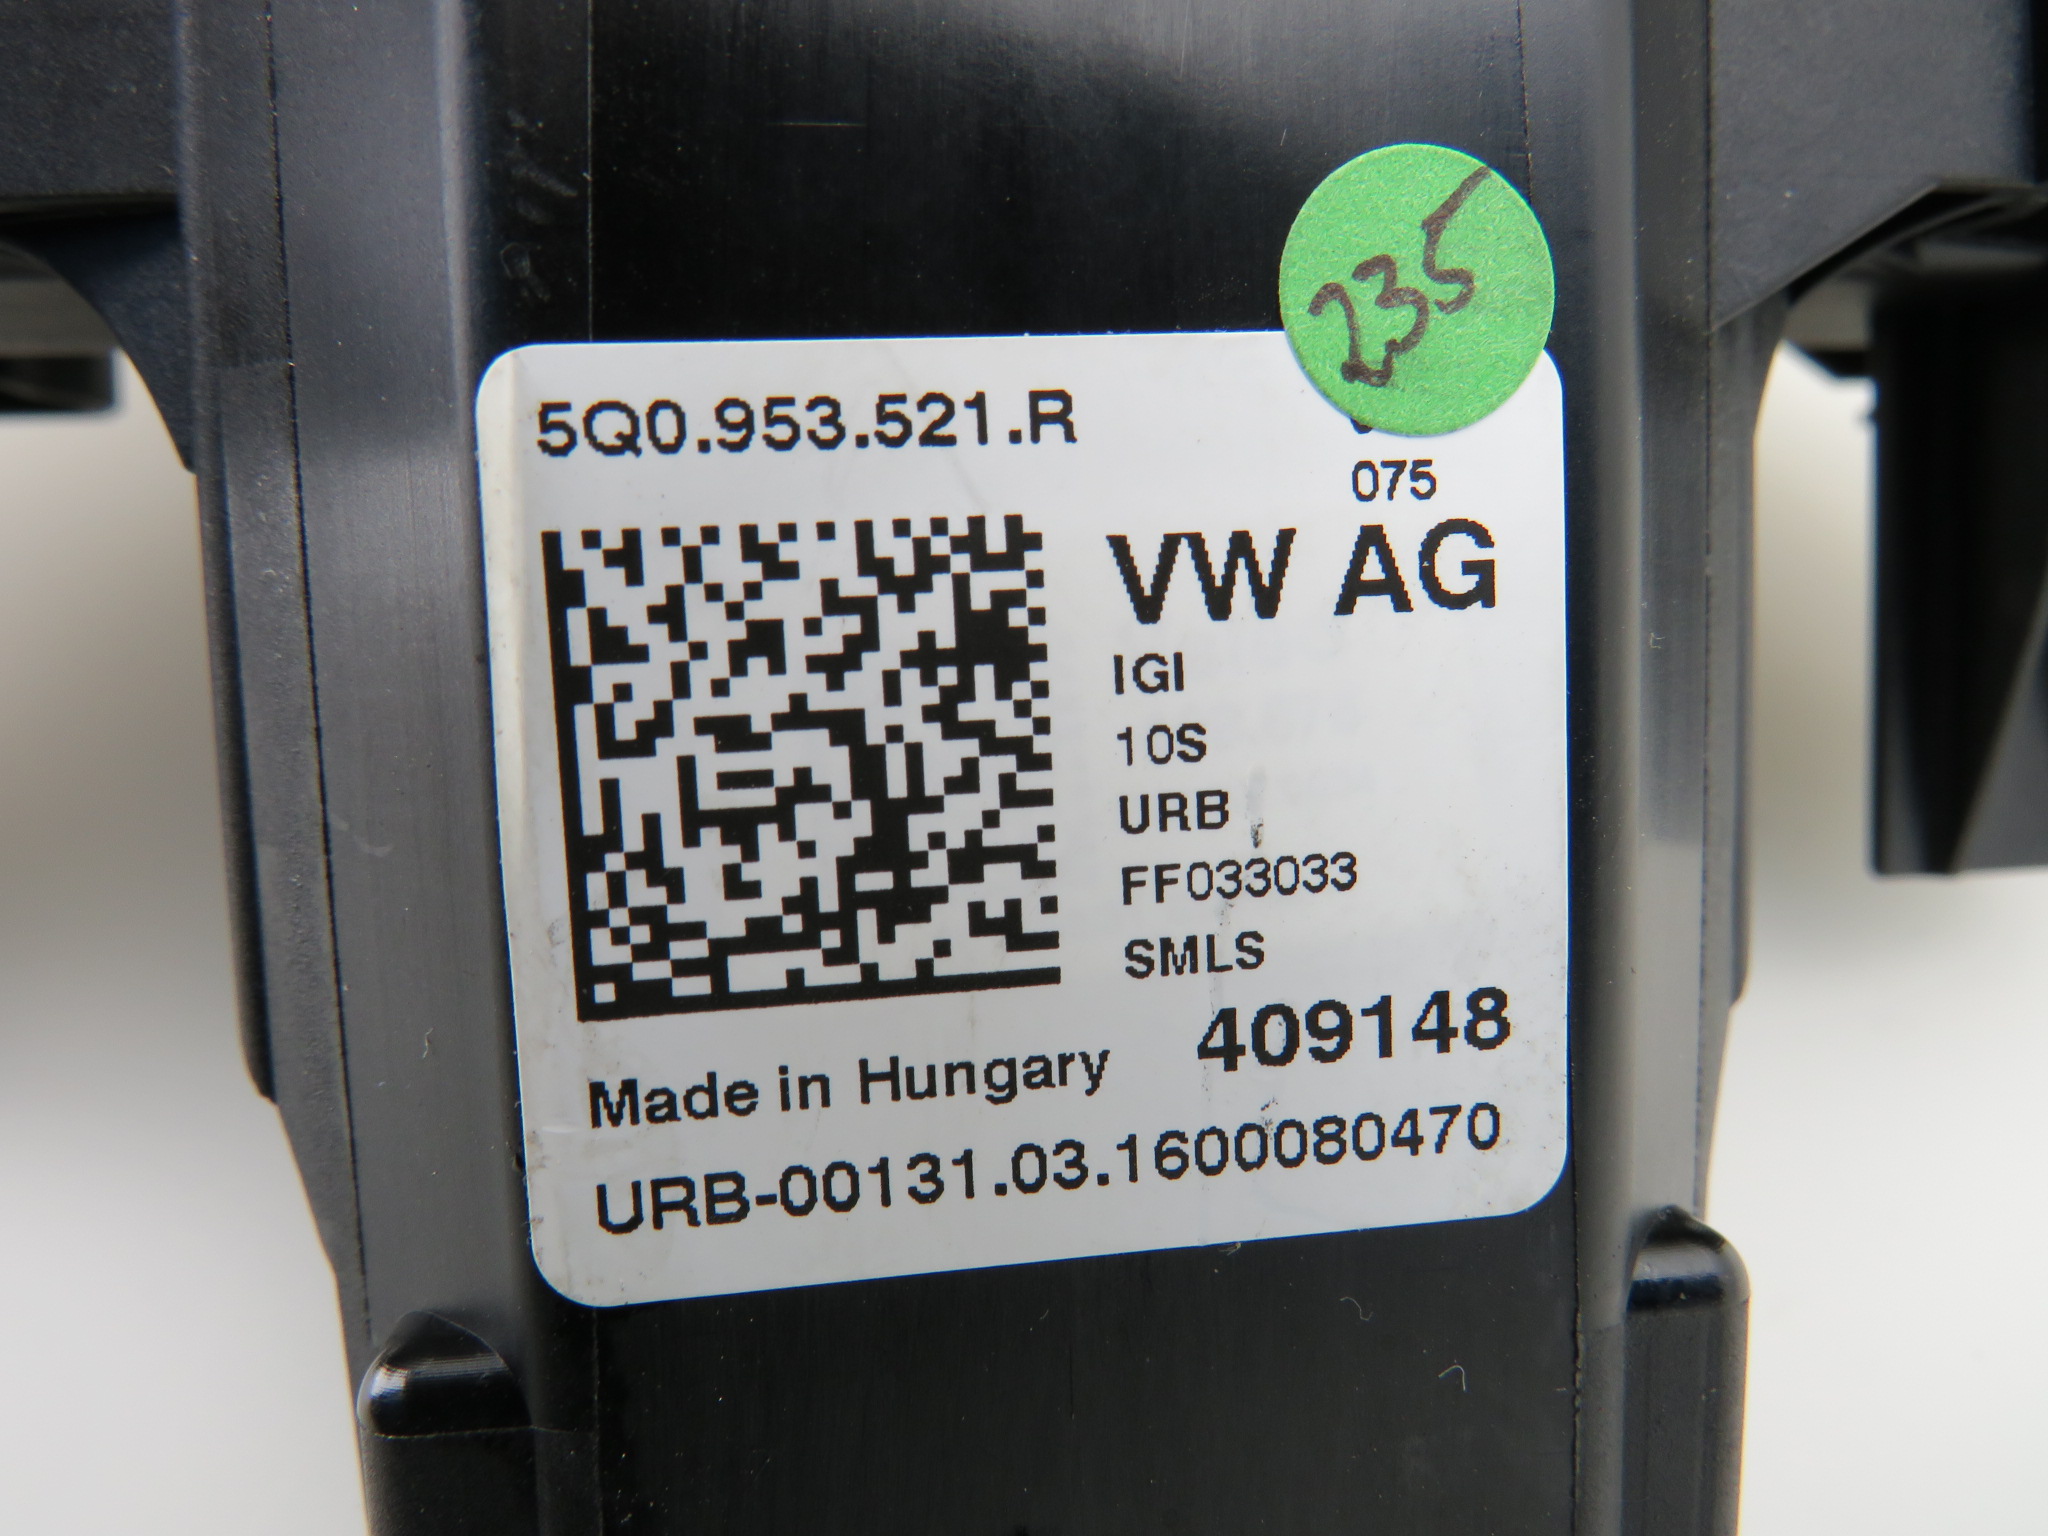 235
5Q0.953.521.R
075
VW AG
IGI
10S
URB
FF033033
SMLS
409148
Made in Hungary
URB-00131.03.1600080470